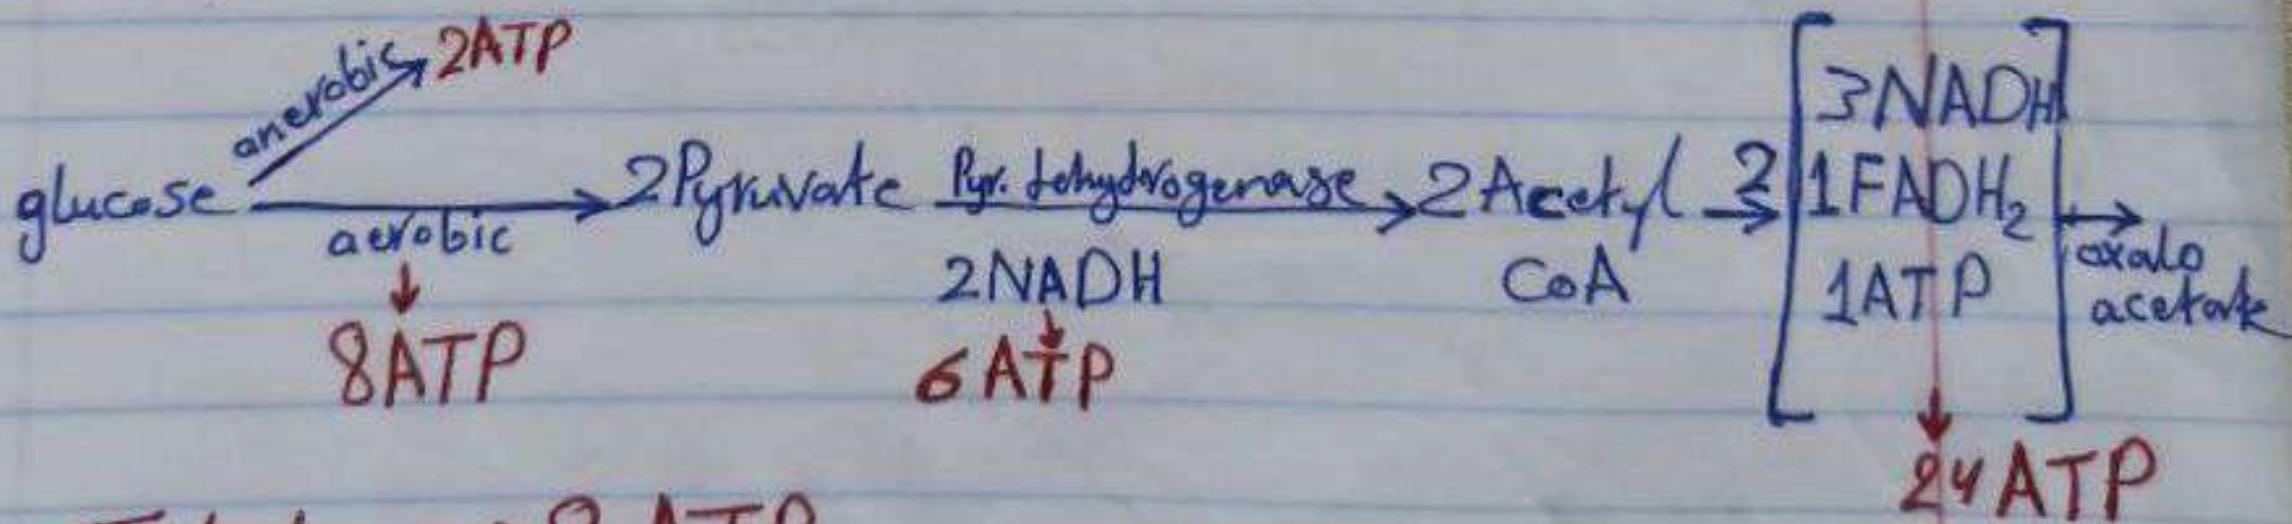 anerobic 2ATP
glucose aerobic 2Pyruvate Pyr. dehydrogenase 2Acetyl CoA 2 [3NADH 1FADH₂ 1ATP] oxalo acetate
8ATP
2NADH
6ATP
24ATP